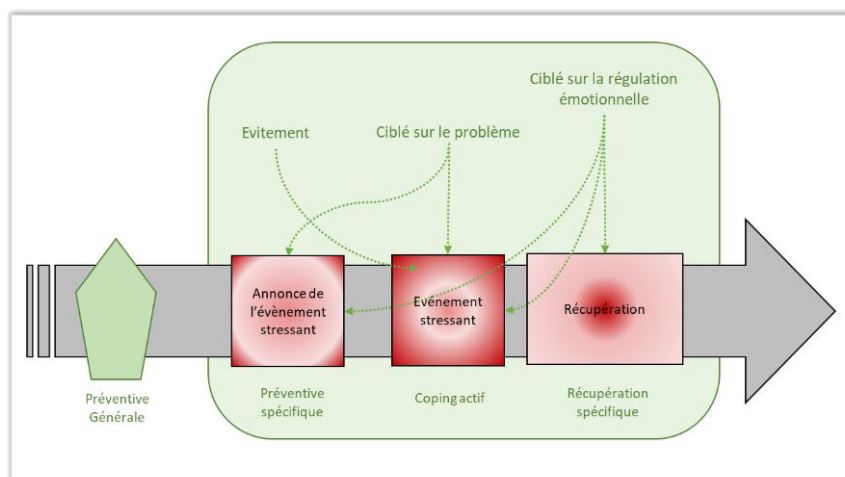 Ciblé sur la régulation
émotionnelle
Evitement
Ciblé sur le problème
Annonce de
l'évènement
stressant
Evènement
stressant
Récupération
Préventive
Générale
Préventive
spécifique
Coping actif
Récupération
spécifique